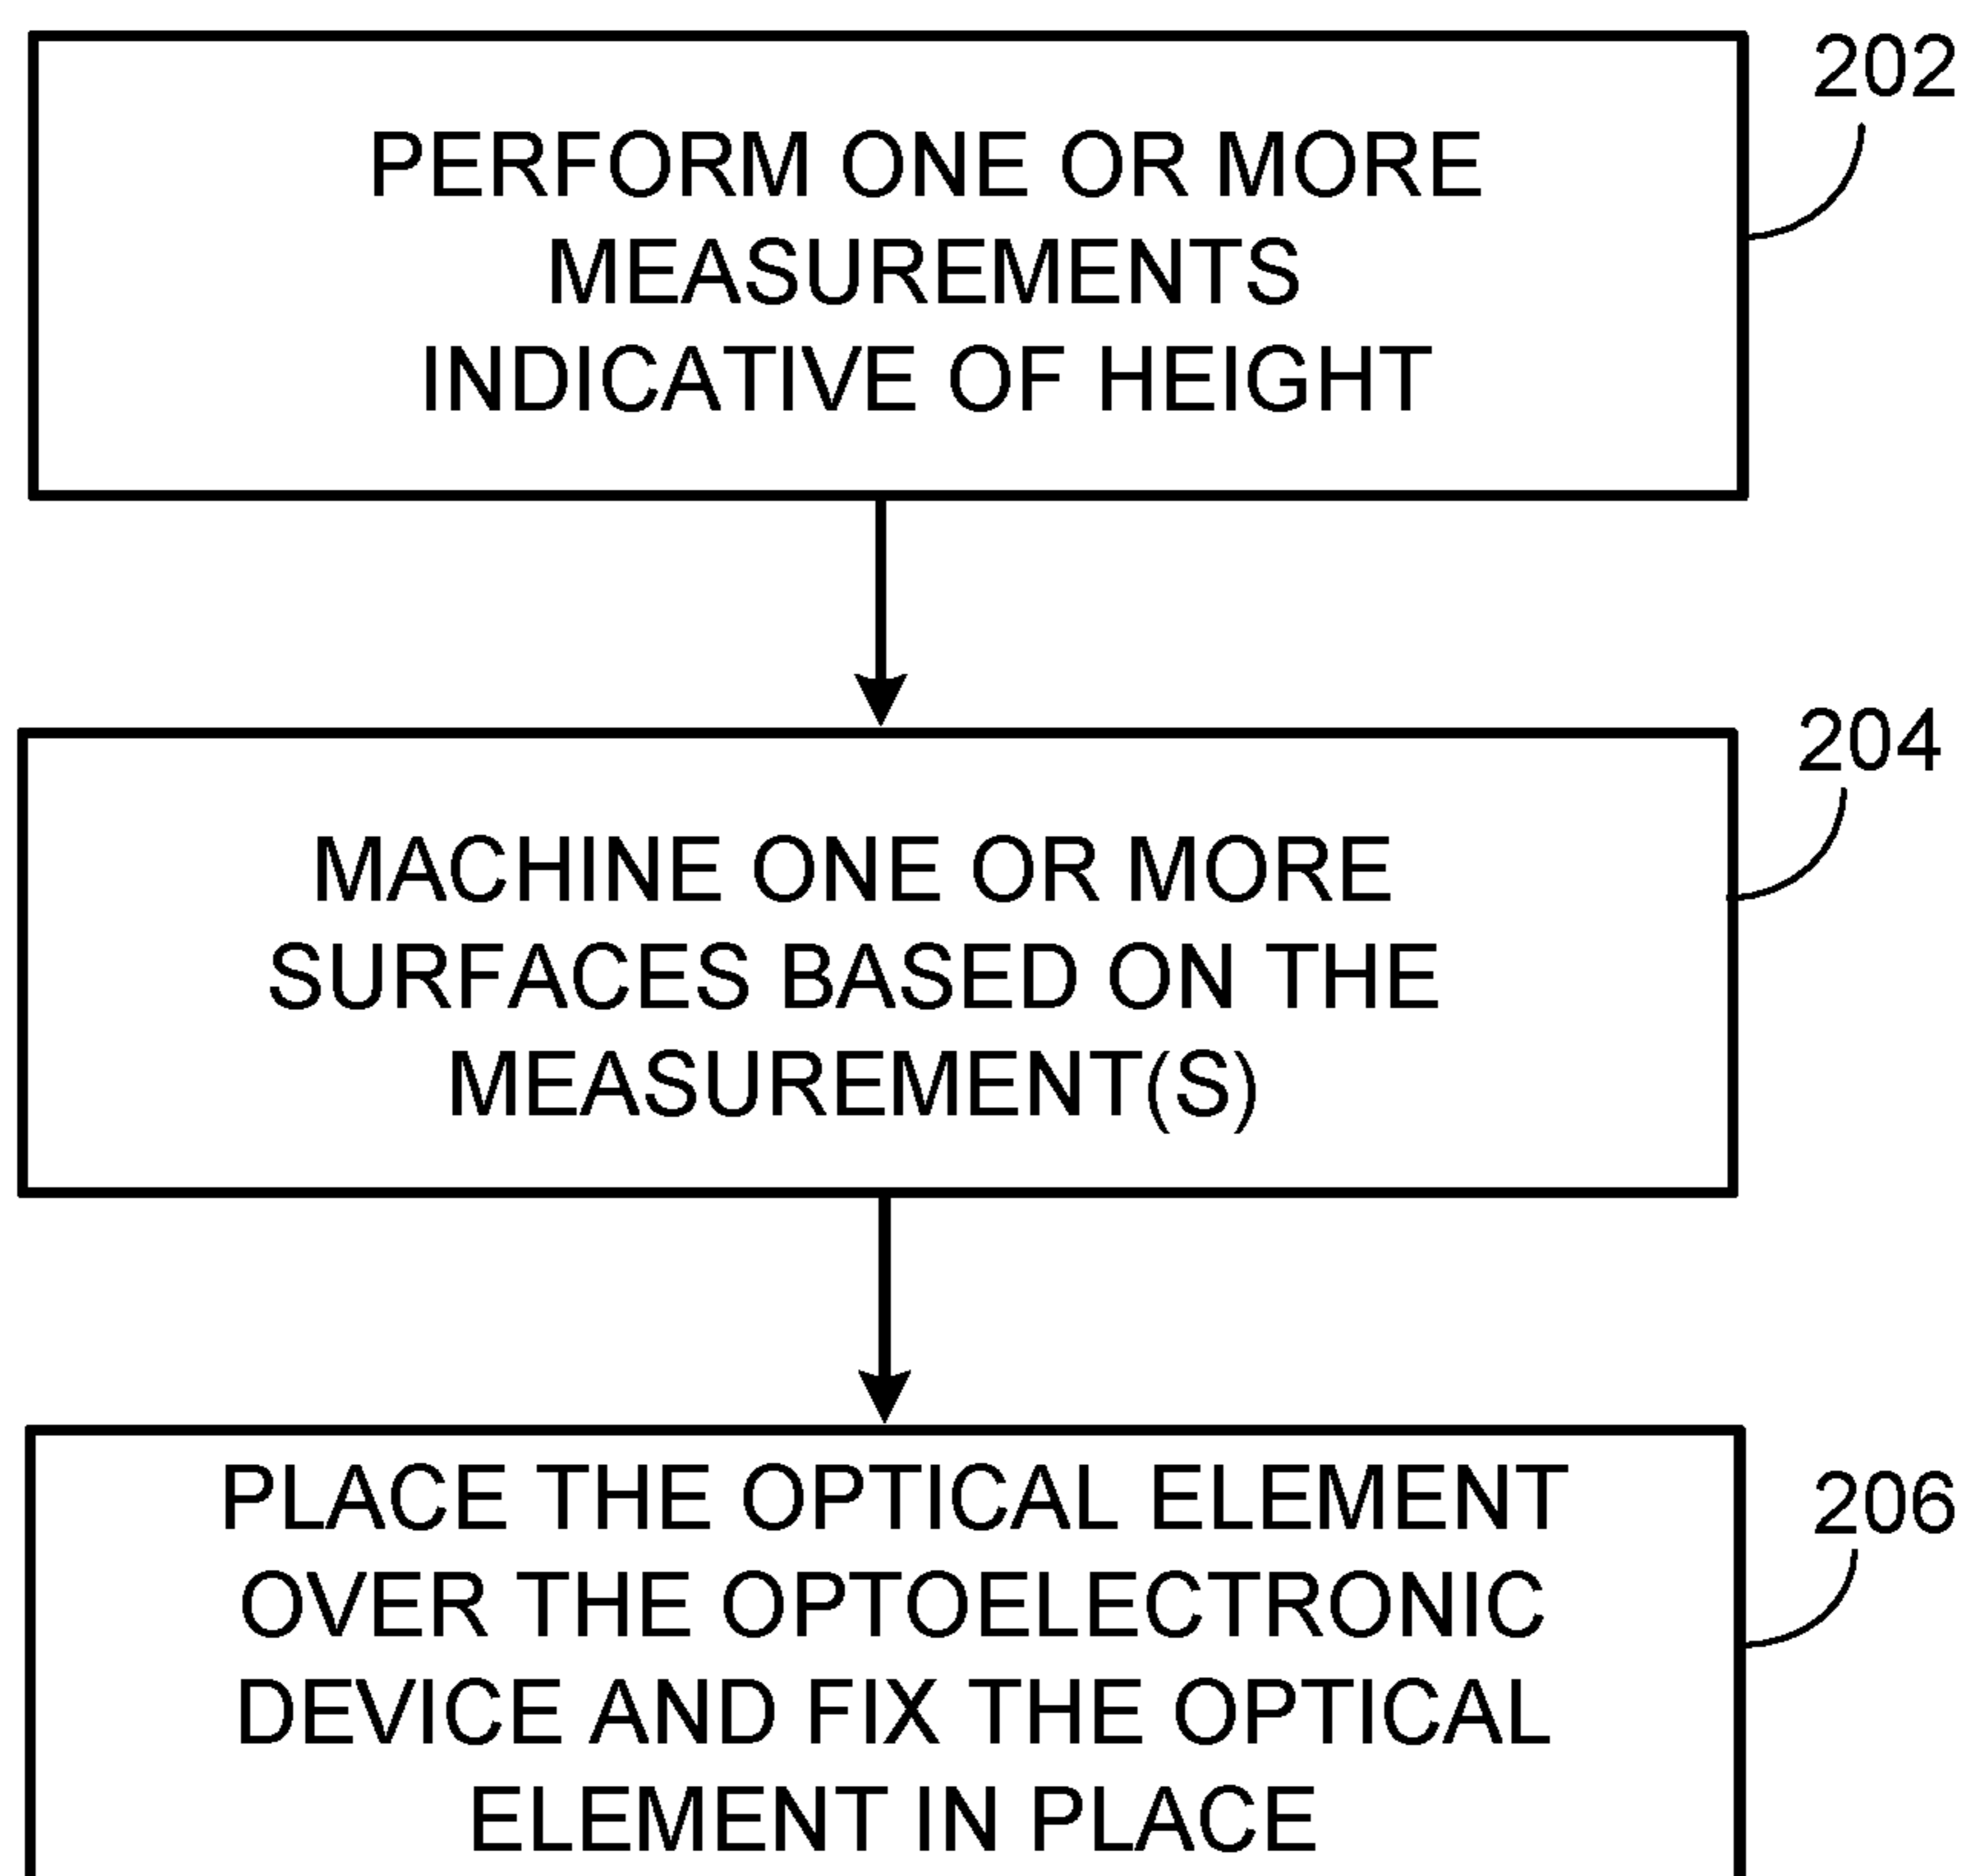 202
PERFORM ONE OR MORE
MEASUREMENTS
INDICATIVE OF HEIGHT
204
MACHINE ONE OR MORE
SURFACES BASED ON THE
MEASUREMENT(S)
206
PLACE THE OPTICAL ELEMENT
OVER THE OPTOELECTRONIC
DEVICE AND FIX THE OPTICAL
ELEMENT IN PLACE